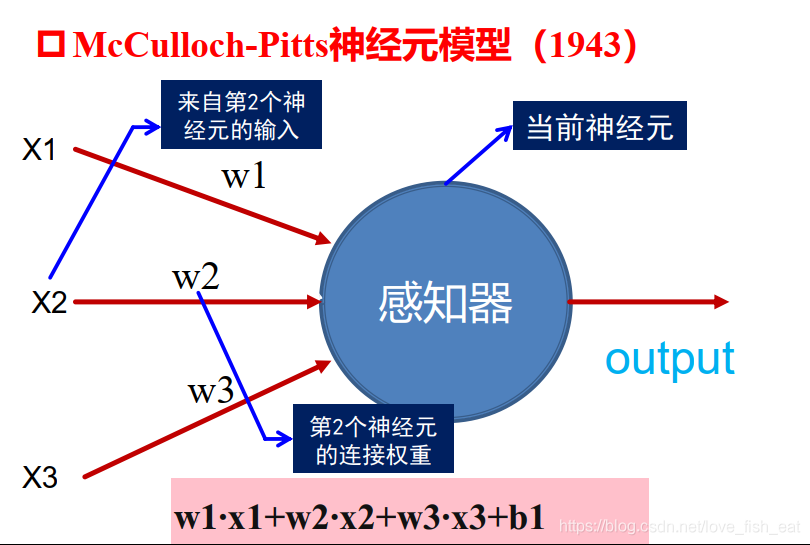 McCulloch-Pitts神经元模型（1943）
来自第2个神
经元的输入
当前神经元
X1
w1
w2
X2
感知器
output
w3
第2个神经元
的连接权重
X3
w1·x1+w2·x2+w3·x3+b1
https://blog.csdn.net/love_fish_eat